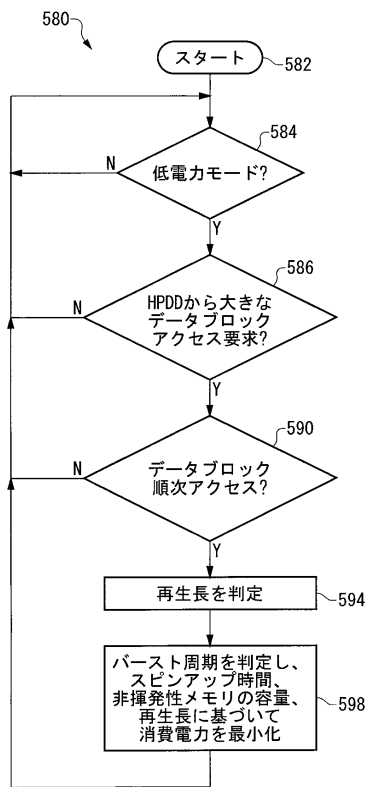 580
スタート
582
584
N
低電力モード?
Y
586
N
HPDDから大きな
データブロック
アクセス要求?
Y
590
N
データブロック
順次アクセス?
Y
再生長を判定
594
バースト周期を判定し、
スピンアップ時間、
非揮発性メモリの容量、
再生長に基づいて
消費電力を最小化
598